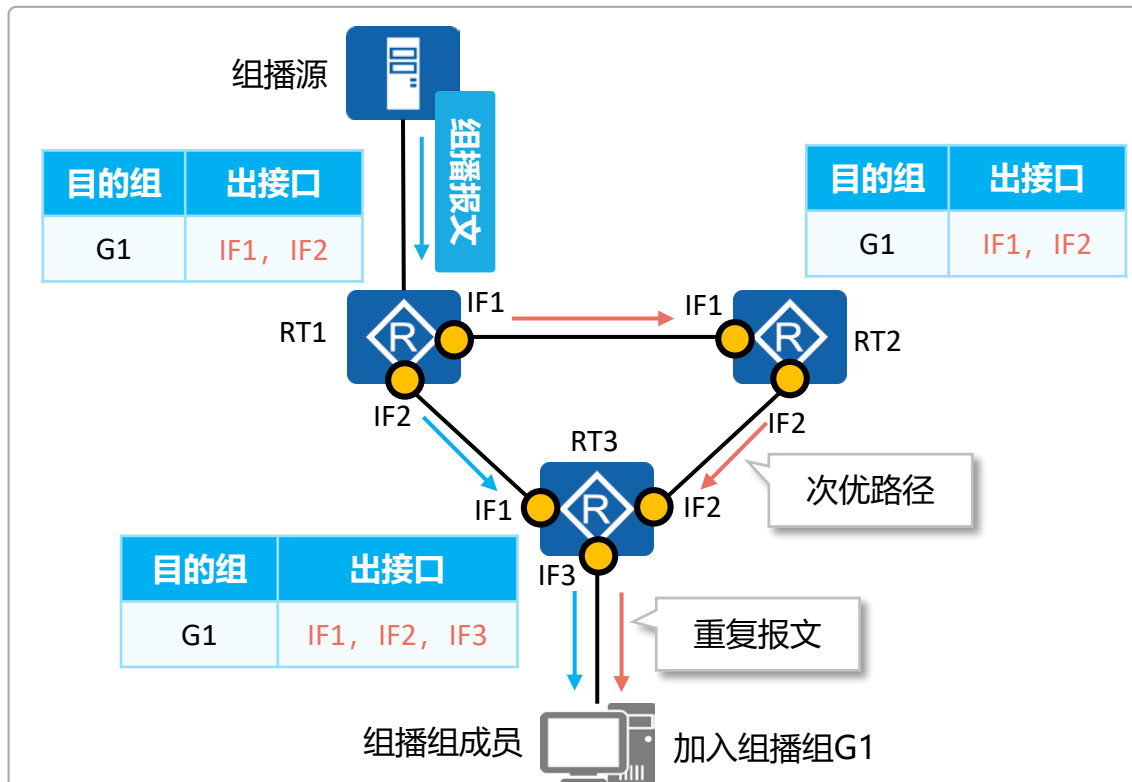 组播源
组播报文
目的组 出接口
G1 IF1，IF2
目的组 出接口
G1 IF1，IF2
RT1
IF1
IF1
RT2
IF2
IF2
RT3
IF1
IF2
次优路径
IF3
目的组 出接口
G1 IF1，IF2，IF3
重复报文
组播组成员
加入组播组G1
R
R
R